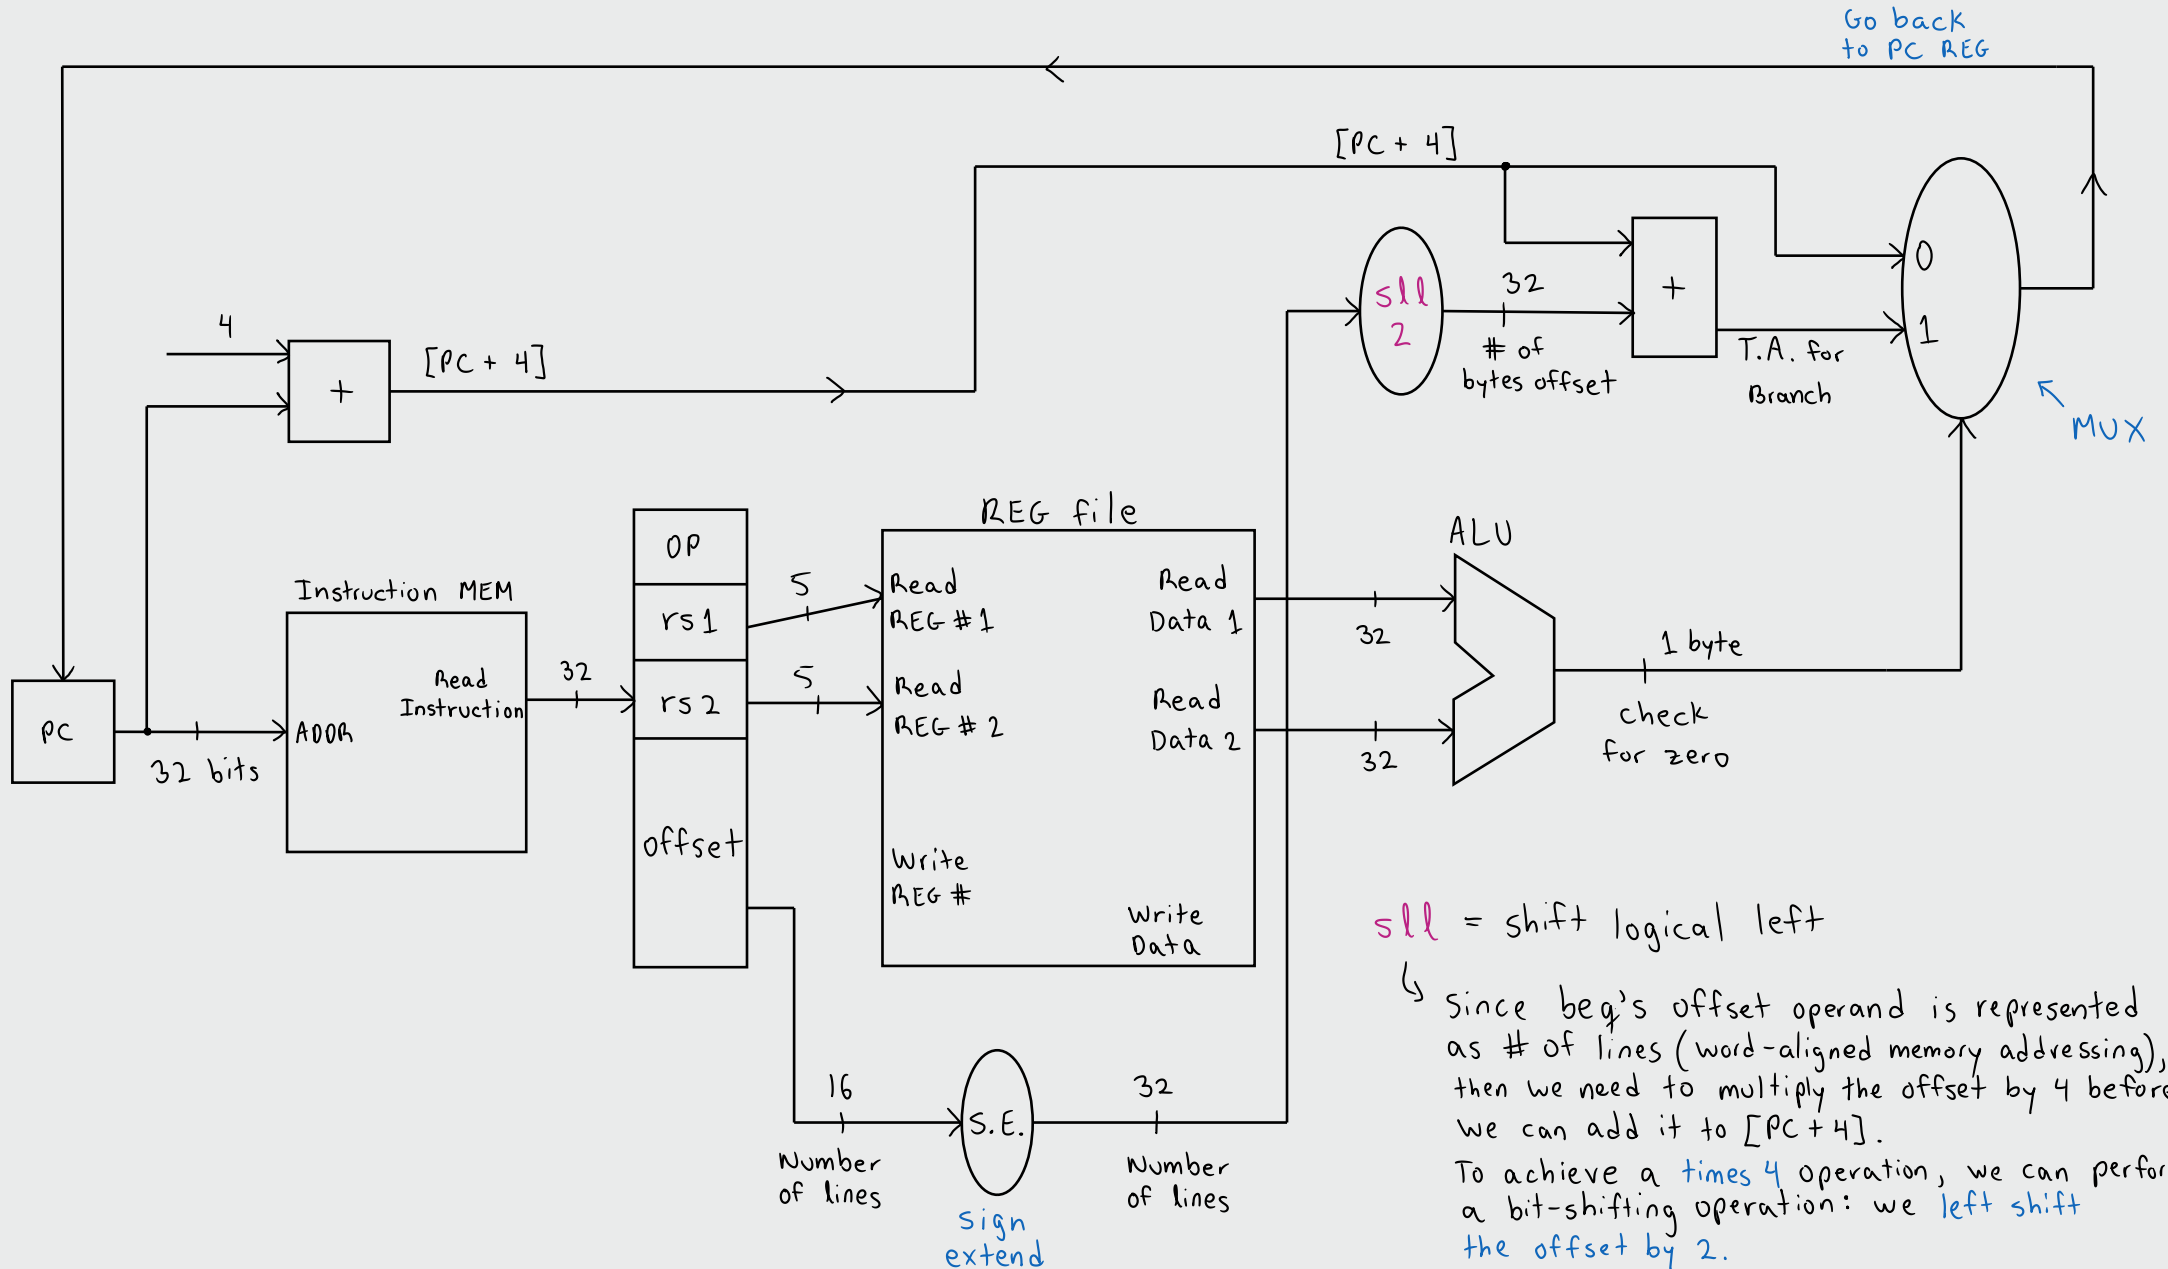 Go back
to PC REG
[PC + 4]
4
+
[PC + 4]
sll
2
32
# of
bytes offset
+
T.A. for
Branch
0
1
MUX
PC
32 bits
Instruction MEM
Read
Instruction
ADDR
32
OP
rs1
rs2
offset
5
5
REG file
Read
REG #1
Read
REG #2
Write
REG #
Read
Data 1
Read
Data 2
Write
Data
32
32
ALU
1 byte
check
for zero
16
Number
of lines
S.E.
sign
extend
32
Number
of lines
sll = shift logical left
Since beq's offset operand is represented
as # of lines (word-aligned memory addressing),
then we need to multiply the offset by 4 before
we can add it to [PC + 4].
To achieve a times 4 operation, we can perfor
a bit-shifting operation: we left shift
the offset by 2.